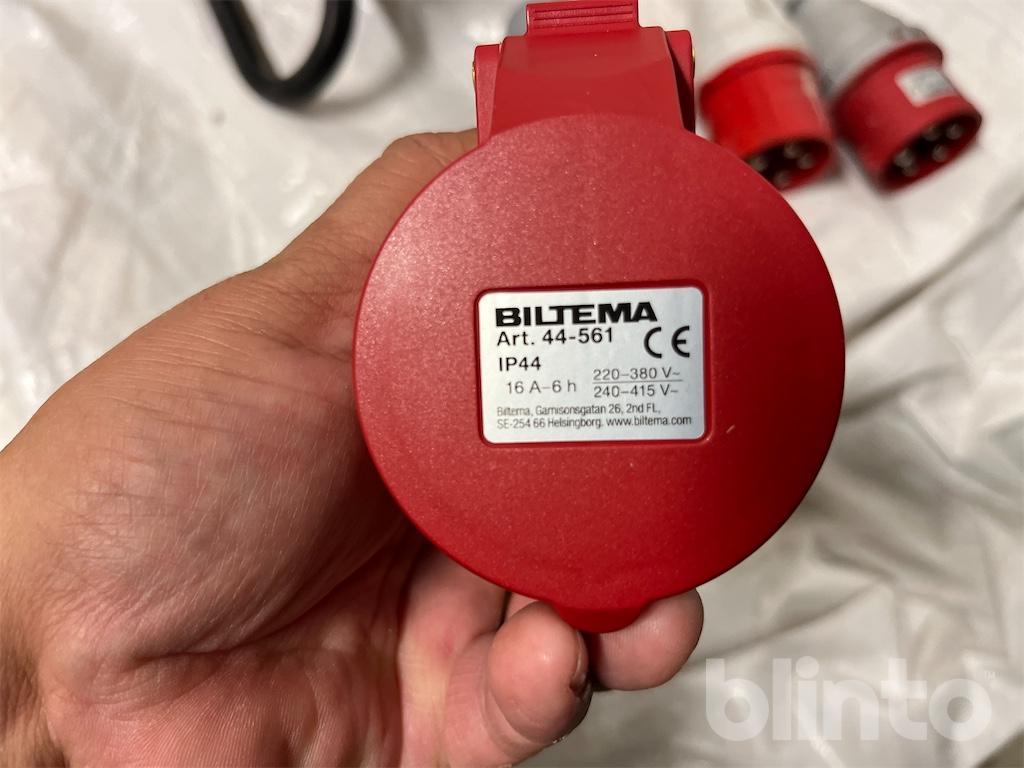 BILTEMA
Art. 44-561
CE
IP44
16 A-6 h 220-380 V~
240-415 V~
Biltema, Garnisonsgatan 26, 2nd FL,
SE-254 66 Helsingborg. www.biltema.com
blinto™